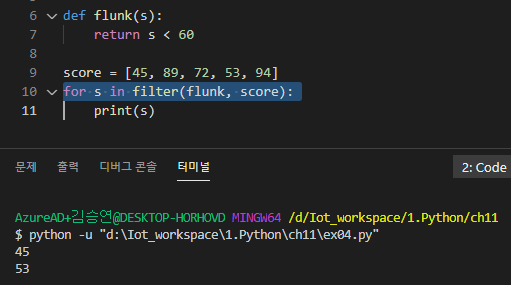 6 def flunk(s):
7     return s < 60
8
9 score = [45, 89, 72, 53, 94]
10 for s in filter(flunk, score):
11     print(s)
문제 출력 디버그 콘솔 터미널 2: Code
AzureAD+김승연@DESKTOP-HORHOVD MINGW64 /d/Iot_workspace/1.Python/ch11
$ python -u "d:\Iot_workspace\1.Python\ch11\ex04.py"
45
53